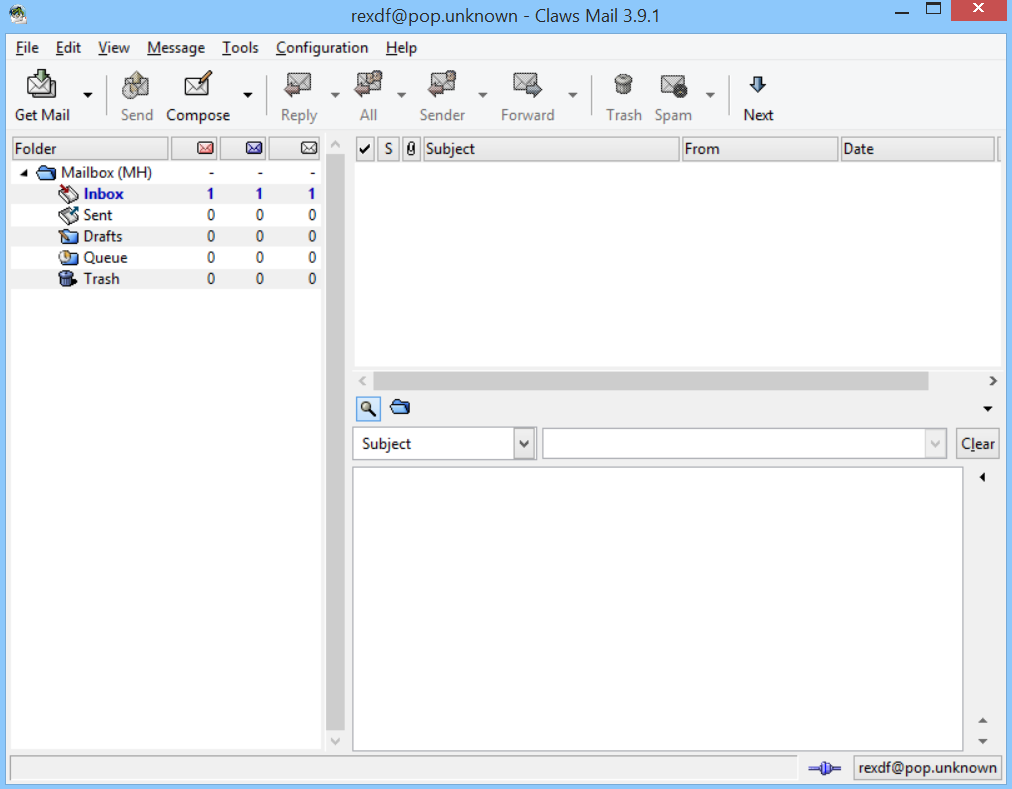 rexdf@pop.unknown - Claws Mail 3.9.1
File Edit View Message Tools Configuration Help
Get Mail Send Compose Reply All Sender Forward Trash Spam Next
Folder
Mailbox (MH) - - -
Inbox 1 1 1
Sent 0 0 0
Drafts 0 0 0
Queue 0 0 0
Trash 0 0 0
S Subject From Date
Subject Clear
rexdf@pop.unknown